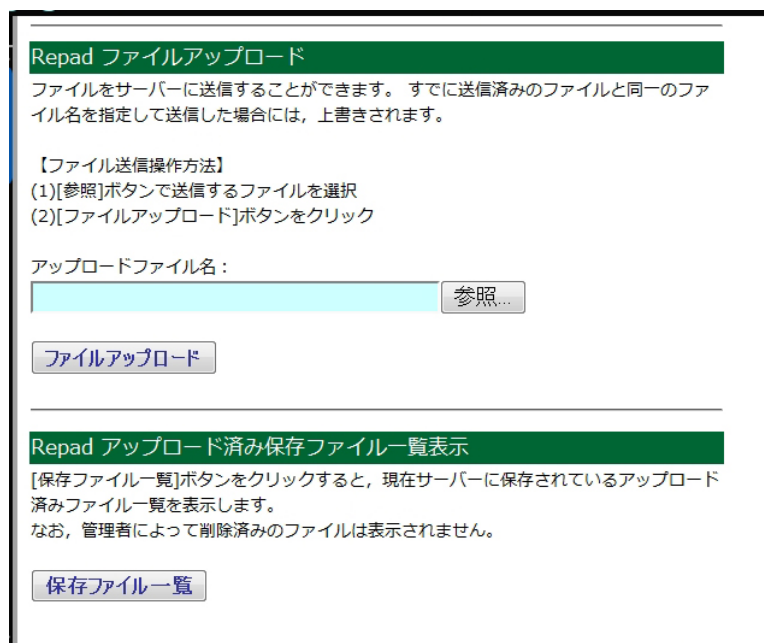 Repad ファイルアップロード
ファイルをサーバーに送信することができます。 すでに送信済みのファイルと同一のファ
イル名を指定して送信した場合には，上書きされます。
【ファイル送信操作方法】
(1)[参照]ボタンで送信するファイルを選択
(2)[ファイルアップロード]ボタンをクリック
アップロードファイル名：
参照...
ファイルアップロード
Repad アップロード済み保存ファイル一覧表示
[保存ファイル一覧]ボタンをクリックすると，現在サーバーに保存されているアップロード
済みファイル一覧を表示します。
なお，管理者によって削除済みのファイルは表示されません。
保存ファイル一覧